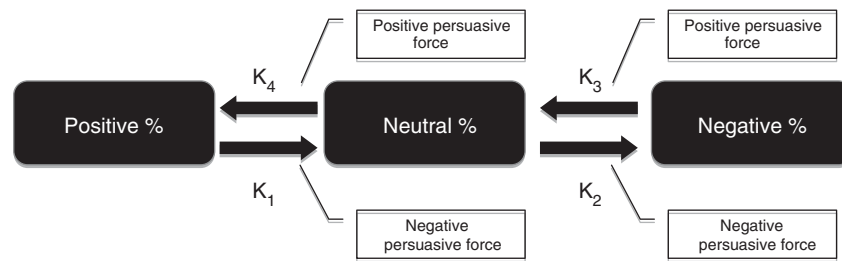 Positive persuasive
force
Positive persuasive
force
K4
K3
Positive %
Neutral %
Negative %
K1
K2
Negative
persuasive force
Negative
persuasive force